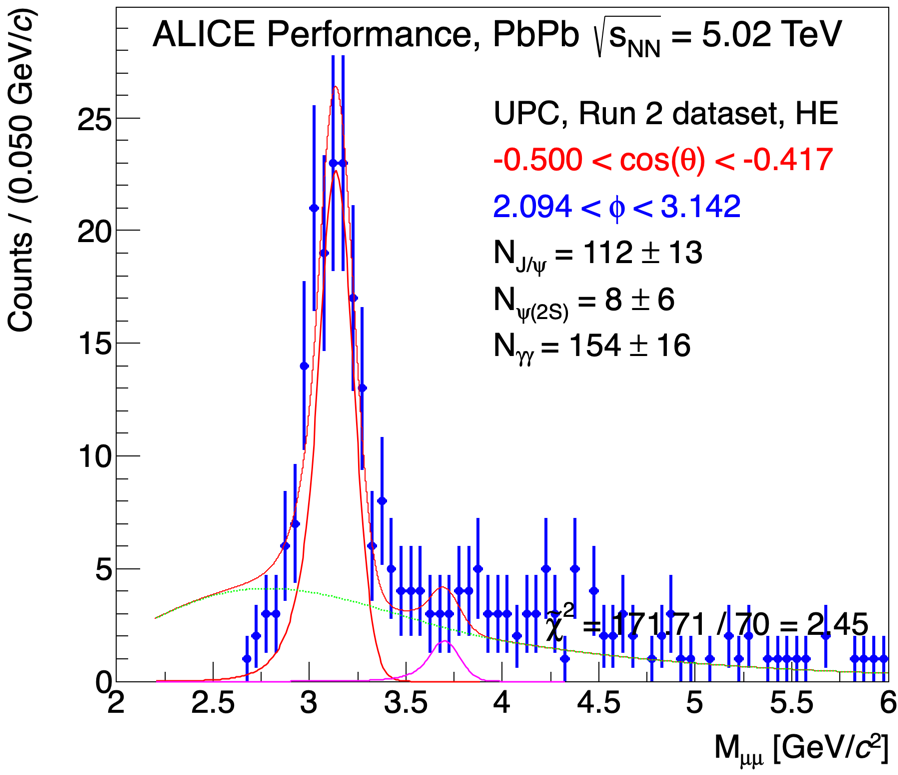 ALICE Performance, PbPb √s_NN = 5.02 TeV
UPC, Run 2 dataset, HE
-0.500 < cos(θ) < -0.417
2.094 < ϕ < 3.142
N_J/ψ = 112 ± 13
N_ψ(2S) = 8 ± 6
N_γγ = 154 ± 16
χ̃² = 171.71 / 70 = 2.45
Counts / (0.050 GeV/c)
25
20
15
10
5
0
2 2.5 3 3.5 4 4.5 5 5.5 6
M_μμ [GeV/c²]